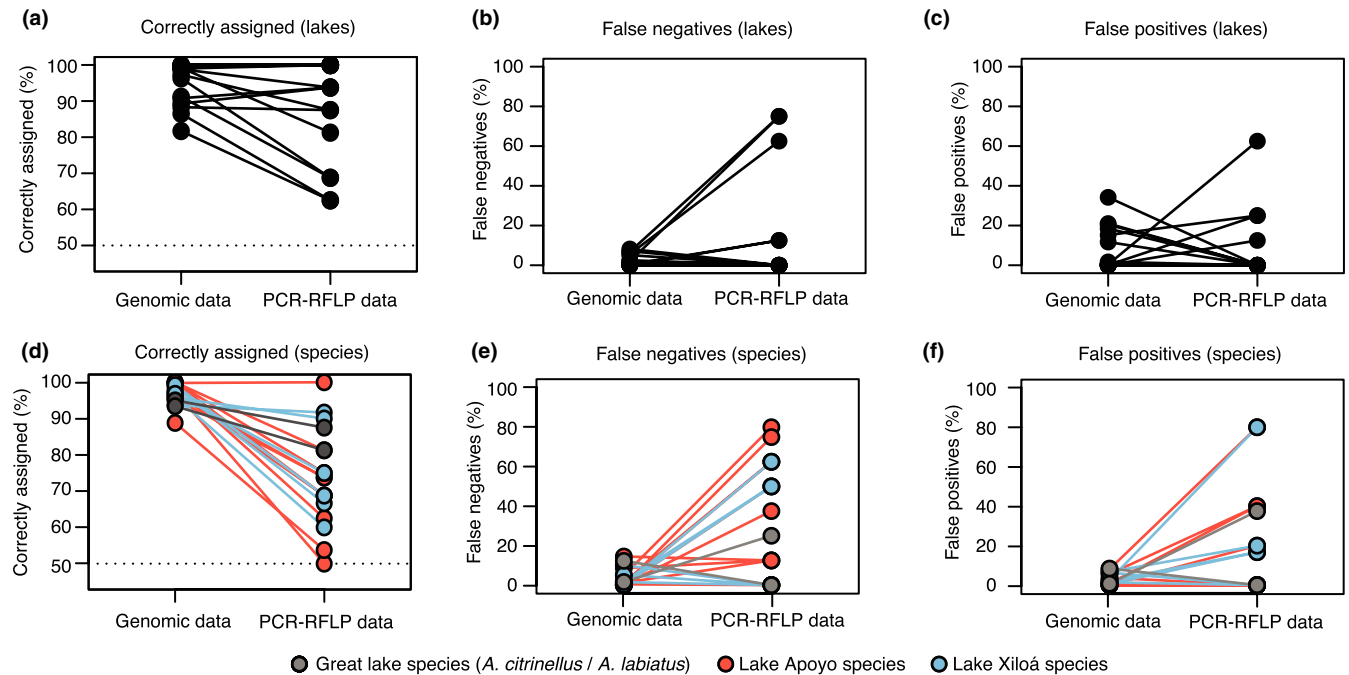 (a)
Correctly assigned (lakes)
Correctly assigned (%)
100
90
80
70
60
50
Genomic data
PCR-RFLP data
(b)
False negatives (lakes)
False negatives (%)
100
80
60
40
20
0
Genomic data
PCR-RFLP data
(c)
False positives (lakes)
False positives (%)
100
80
60
40
20
0
Genomic data
PCR-RFLP data
(d)
Correctly assigned (species)
Correctly assigned (%)
100
90
80
70
60
50
Genomic data
PCR-RFLP data
(e)
False negatives (species)
False negatives (%)
100
80
60
40
20
0
Genomic data
PCR-RFLP data
(f)
False positives (species)
False positives (%)
100
80
60
40
20
0
Genomic data
PCR-RFLP data
Great lake species (A. citrinellus / A. labiatus)
Lake Apoyo species
Lake Xiloá species